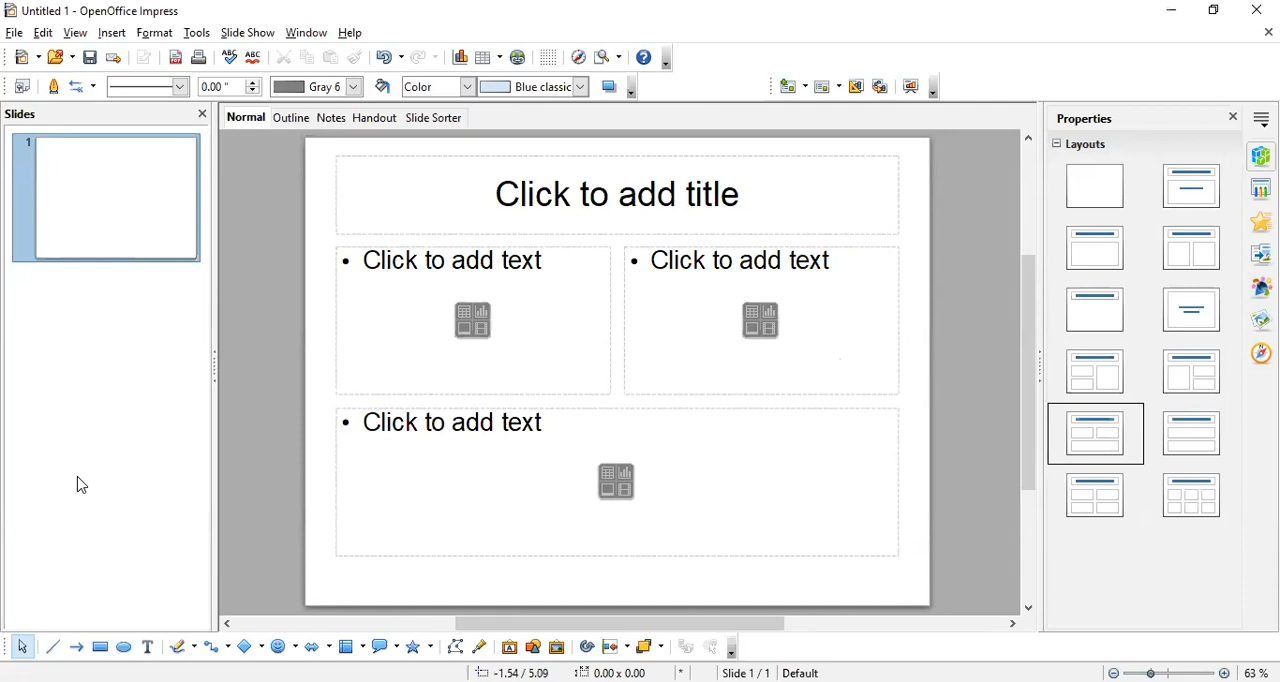 Untitled 1 - OpenOffice Impress
File Edit View Insert Format Tools Slide Show Window Help
0.00 " Gray 6 Color Blue classic
Slides
Normal Outline Notes Handout Slide Sorter
Properties
Layouts
1
Click to add title
• Click to add text
• Click to add text
• Click to add text
-1.54 / 5.09 0.00 x 0.00 * Slide 1 / 1 Default 63 %